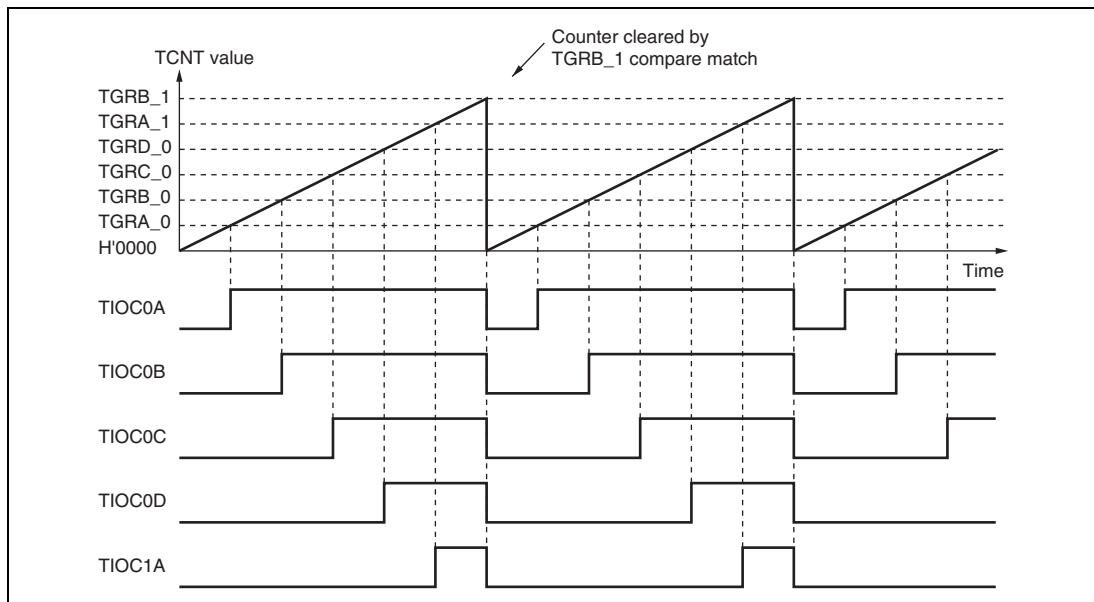 Counter cleared by
TGRB_1 compare match
TCNT value
TGRB_1
TGRA_1
TGRD_0
TGRC_0
TGRB_0
TGRA_0
H'0000
Time
TIOC0A
TIOC0B
TIOC0C
TIOC0D
TIOC1A